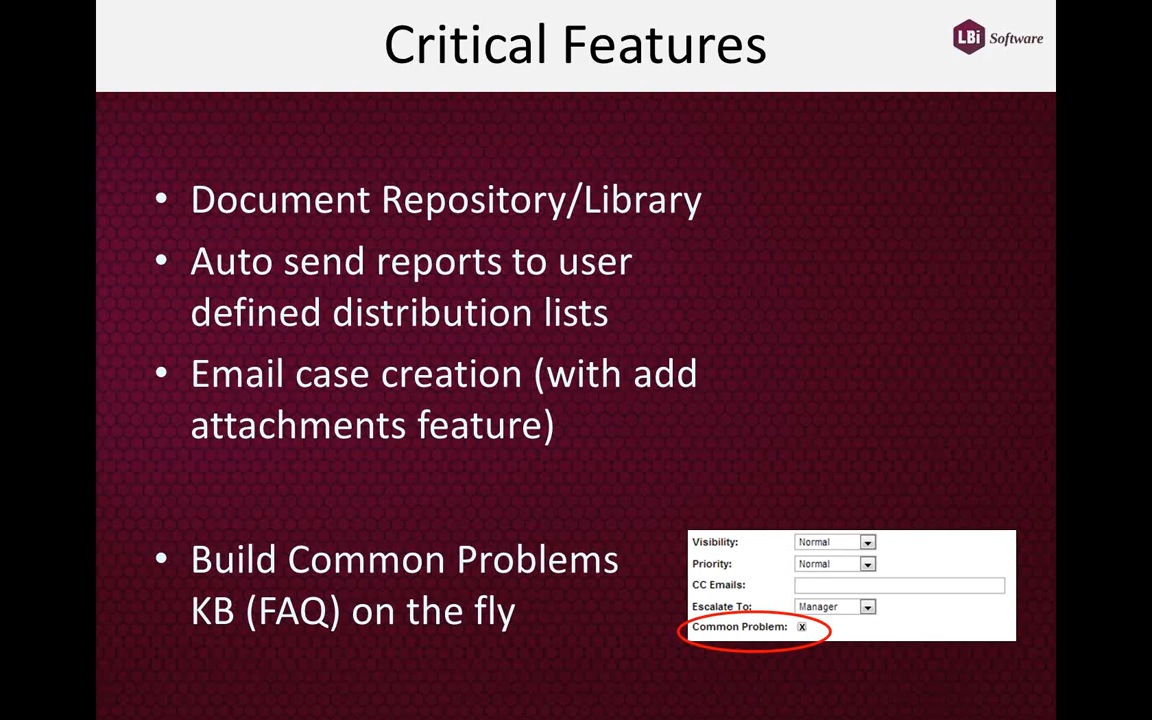 Critical Features
LBi Software
• Document Repository/Library
• Auto send reports to user
defined distribution lists
• Email case creation (with add
attachments feature)
• Build Common Problems
KB (FAQ) on the fly
Visibility: Normal
Priority: Normal
CC Emails:
Escalate To: Manager
Common Problem: X